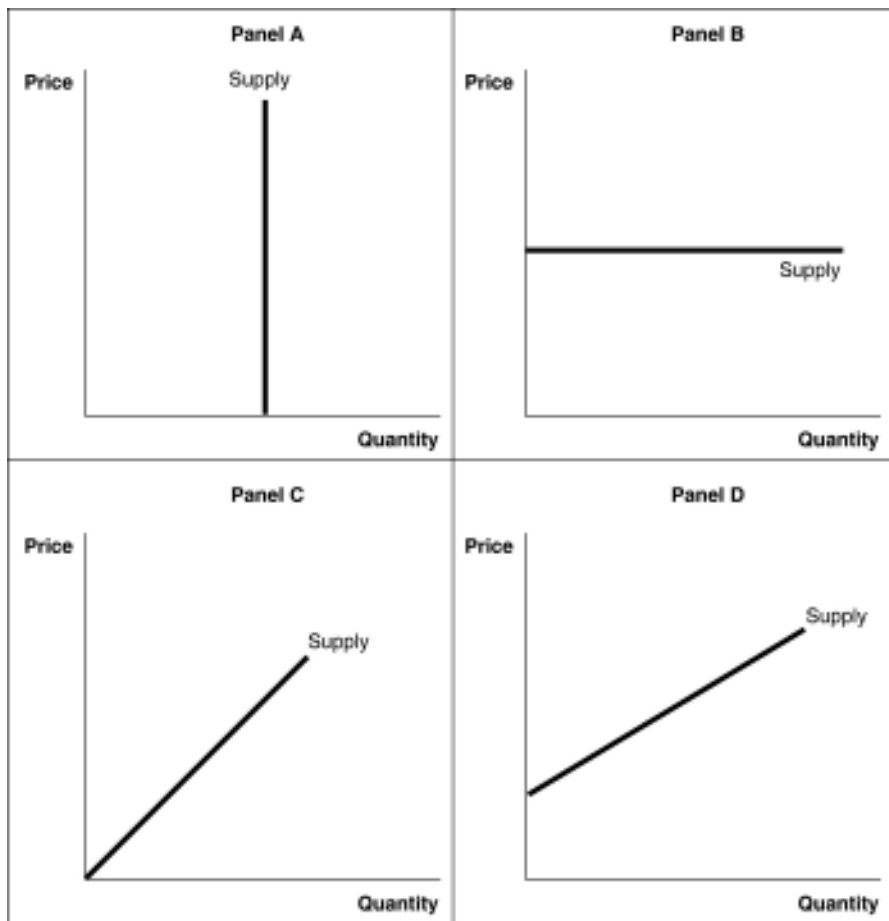 Panel A
Price
Supply
Quantity
Panel B
Price
Supply
Quantity
Panel C
Price
Supply
Quantity
Panel D
Price
Supply
Quantity